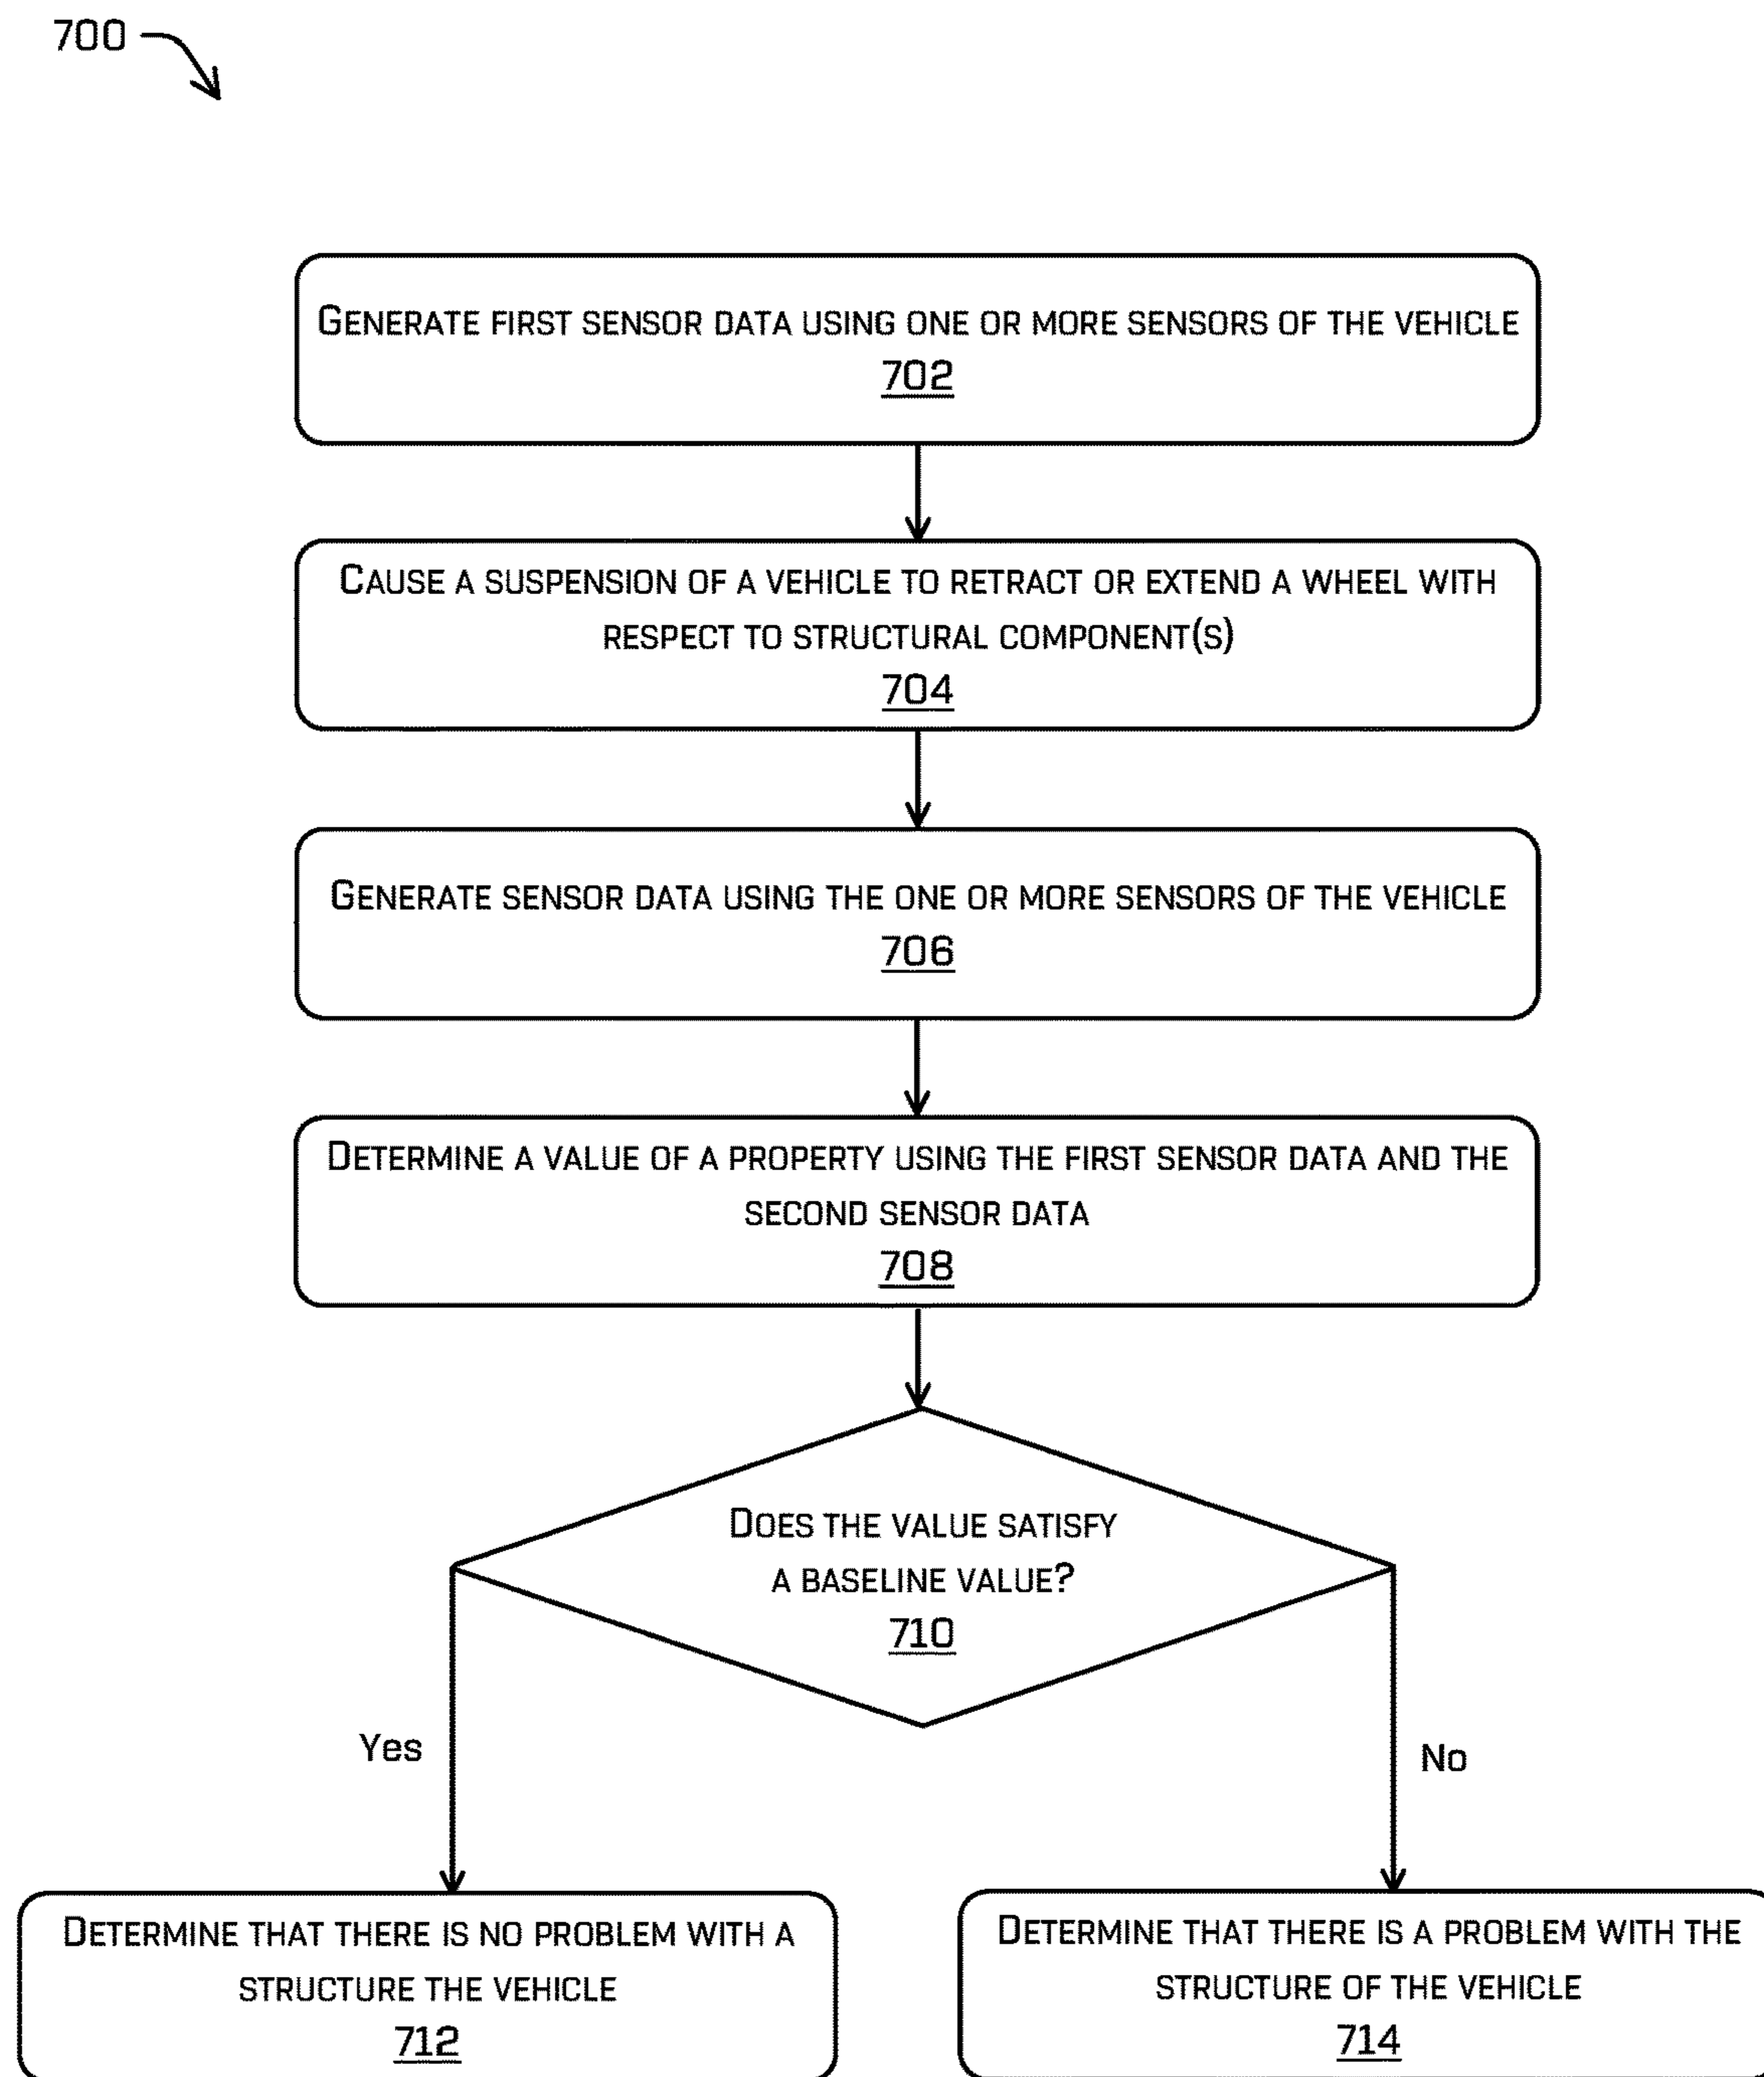 700
Generate first sensor data using one or more sensors of the vehicle
702
Cause a suspension of a vehicle to retract or extend a wheel with
respect to structural component(s)
704
Generate sensor data using the one or more sensors of the vehicle
706
Determine a value of a property using the first sensor data and the
second sensor data
708
Does the value satisfy
a baseline value?
710
Yes
No
Determine that there is no problem with a
structure the vehicle
712
Determine that there is a problem with the
structure of the vehicle
714